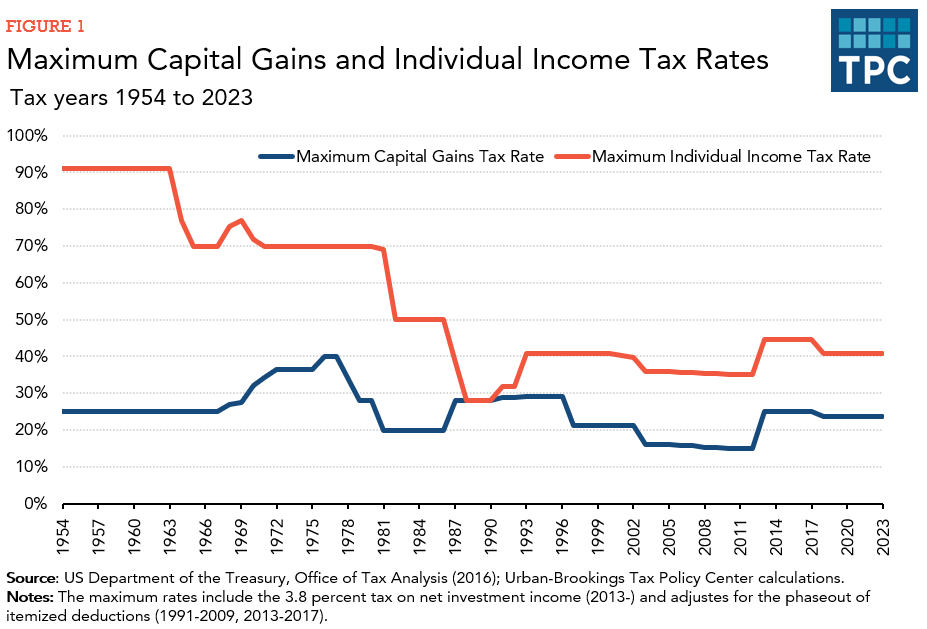 FIGURE 1
Maximum Capital Gains and Individual Income Tax Rates
Tax years 1954 to 2023
TPC
100%
Maximum Capital Gains Tax Rate Maximum Individual Income Tax Rate
90%
80%
70%
60%
50%
40%
30%
20%
10%
0%
1954 1957 1960 1963 1966 1969 1972 1975 1978 1981 1984 1987 1990 1993 1996 1999 2002 2005 2008 2011 2014 2017 2020 2023
Source: US Department of the Treasury, Office of Tax Analysis (2016); Urban-Brookings Tax Policy Center calculations.
Notes: The maximum rates include the 3.8 percent tax on net investment income (2013-) and adjustes for the phaseout of
itemized deductions (1991-2009, 2013-2017).